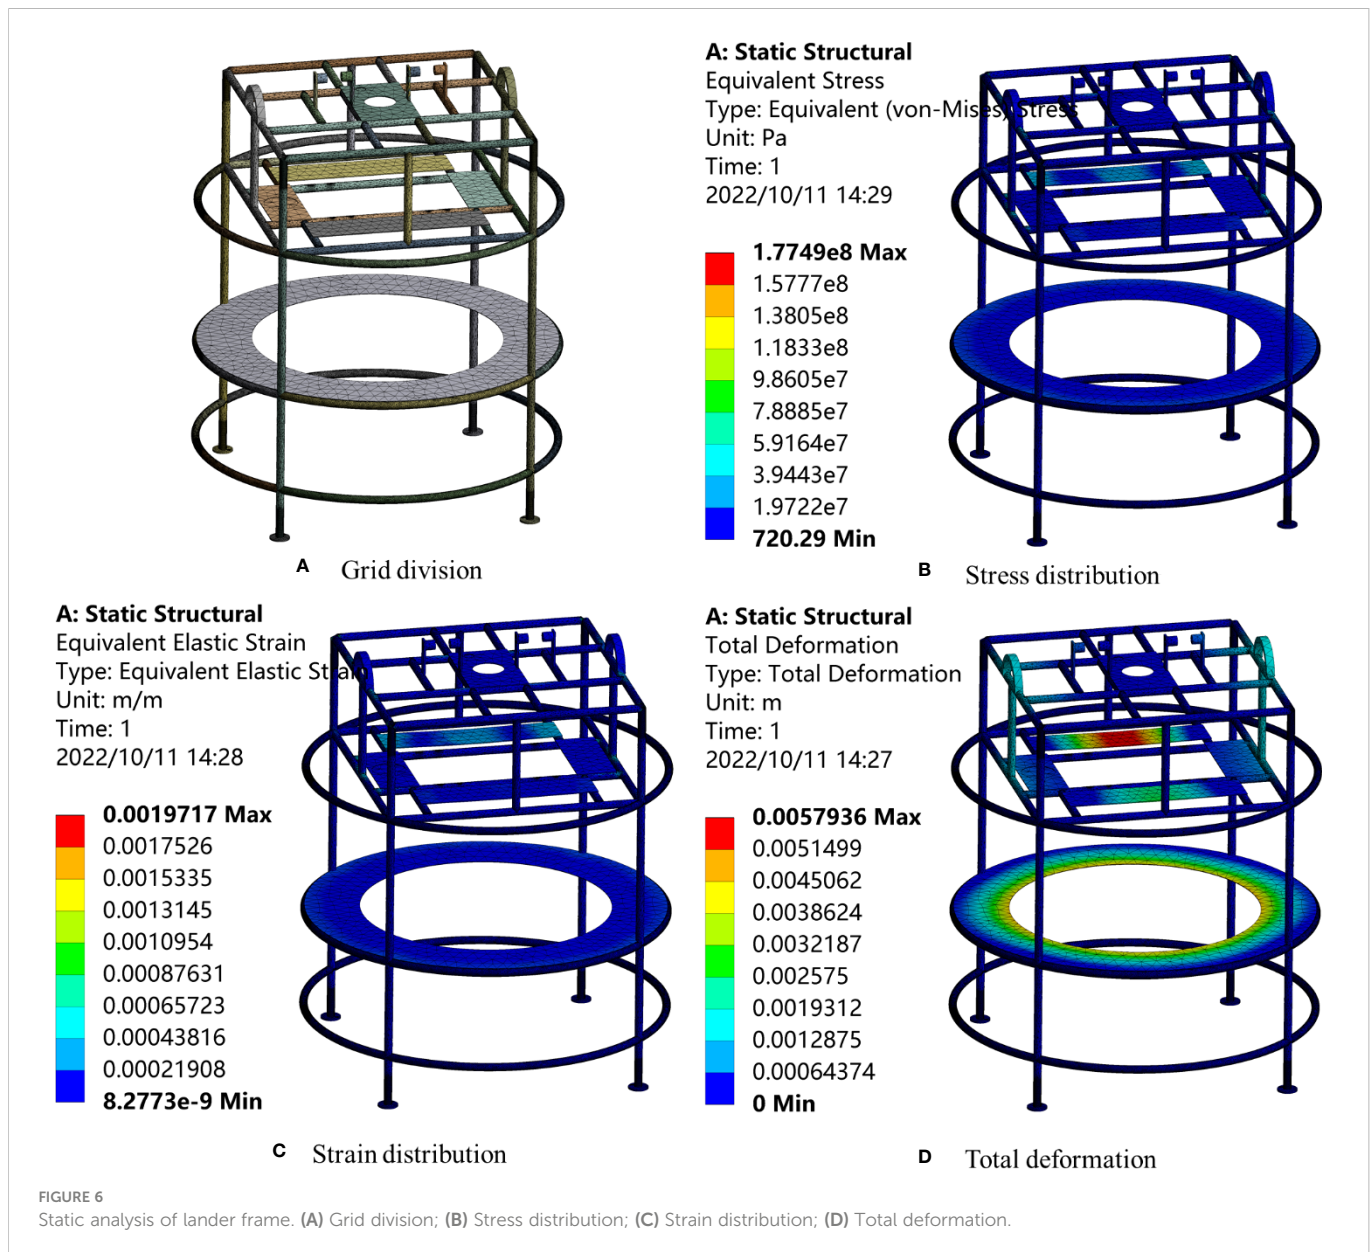 A: Static Structural
Equivalent Stress
Type: Equivalent (von-Mises) Stress
Unit: Pa
Time: 1
2022/10/11 14:29
1.7749e8 Max
1.5777e8
1.3805e8
1.1833e8
9.8605e7
7.8885e7
5.9164e7
3.9443e7
1.9722e7
720.29 Min
A Grid division
B Stress distribution
A: Static Structural
Equivalent Elastic Strain
Type: Equivalent Elastic Strain
Unit: m/m
Time: 1
2022/10/11 14:28
0.0019717 Max
0.0017526
0.0015335
0.0013145
0.0010954
0.00087631
0.00065723
0.00043816
0.00021908
8.2773e-9 Min
C Strain distribution
A: Static Structural
Total Deformation
Type: Total Deformation
Unit: m
Time: 1
2022/10/11 14:27
0.0057936 Max
0.0051499
0.0045062
0.0038624
0.0032187
0.002575
0.0019312
0.0012875
0.00064374
0 Min
D Total deformation
FIGURE 6
Static analysis of lander frame. (A) Grid division; (B) Stress distribution; (C) Strain distribution; (D) Total deformation.